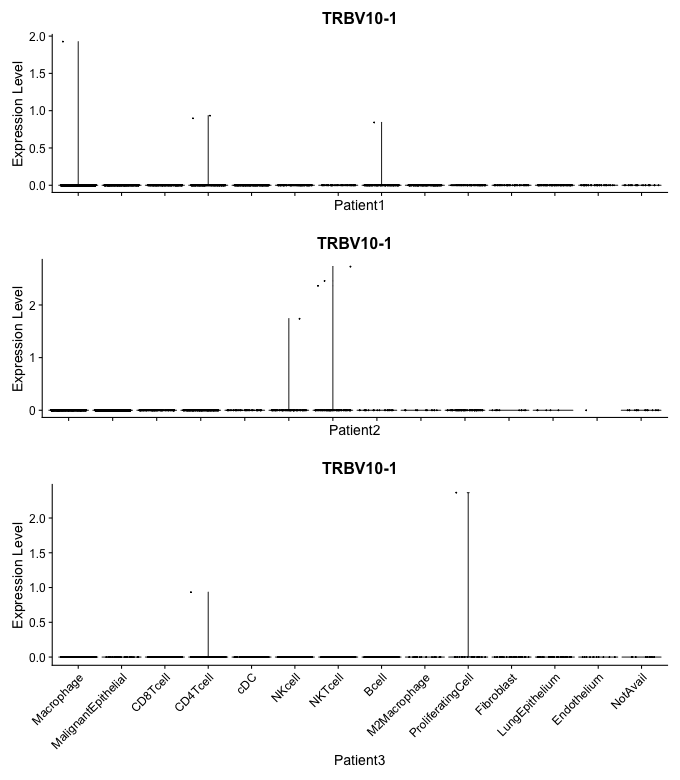 TRBV10-1
Expression Level
2.0
1.5
1.0
0.5
0.0
Patient1
TRBV10-1
Expression Level
2
1
0
Patient2
TRBV10-1
Expression Level
2.0
1.5
1.0
0.5
0.0
Macrophage
MalignantEpithelial
CD8Tcell
CD4Tcell
cDC
NKcell
NKTcell
Bcell
M2Macrophage
ProliferatingCell
Fibroblast
LungEpithelium
Endothelium
NotAvail
Patient3